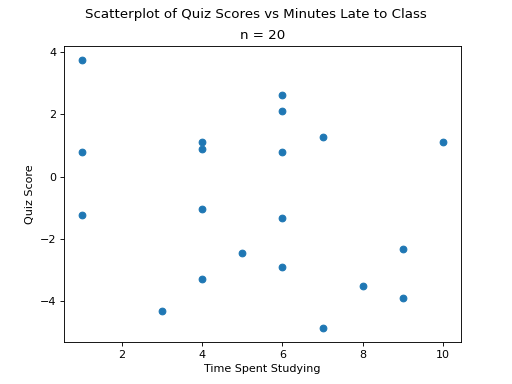 Scatterplot of Quiz Scores vs Minutes Late to Class
n = 20
4
2
0
−2
−4
Quiz Score
2 4 6 8 10
Time Spent Studying